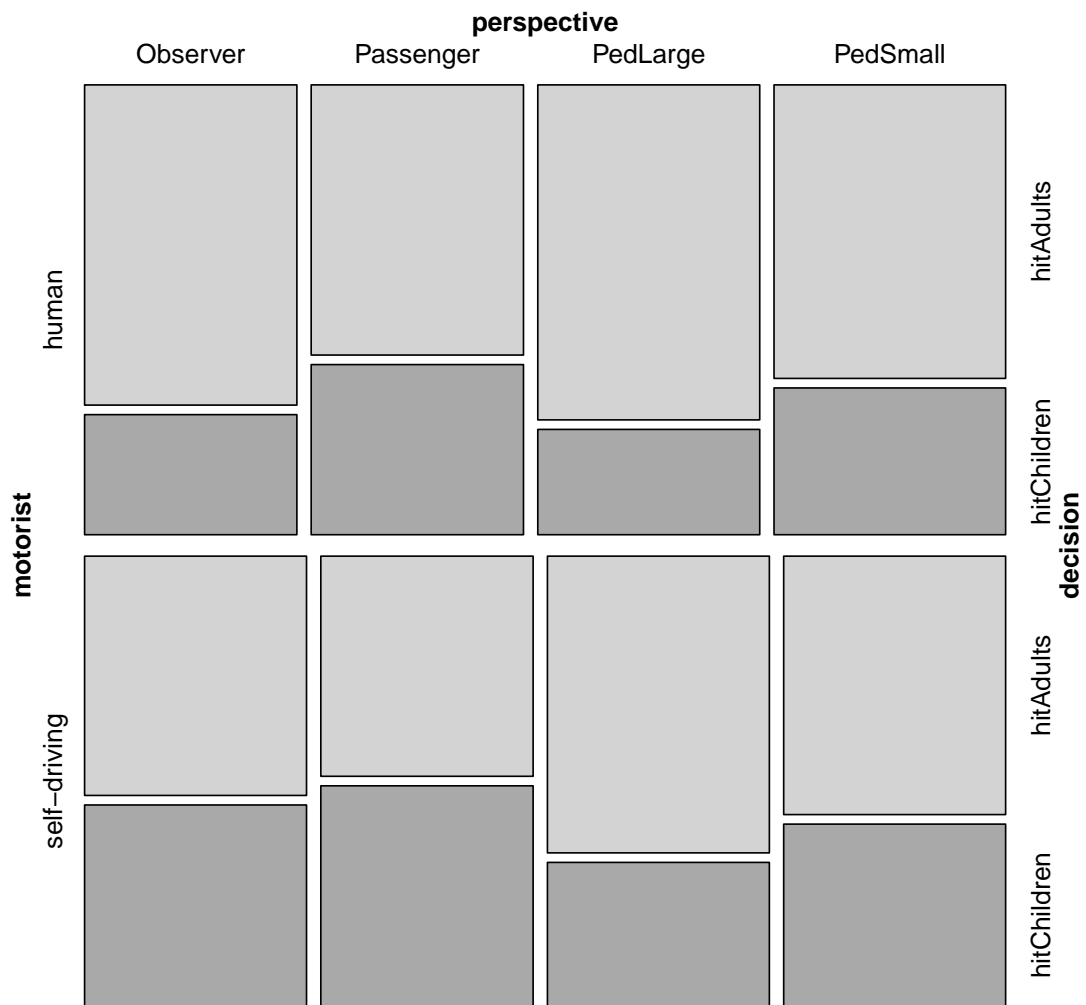 perspective
Observer Passenger PedLarge PedSmall
motorist
human
self−driving
hitAdults
hitChildren
hitAdults
hitChildren
decision